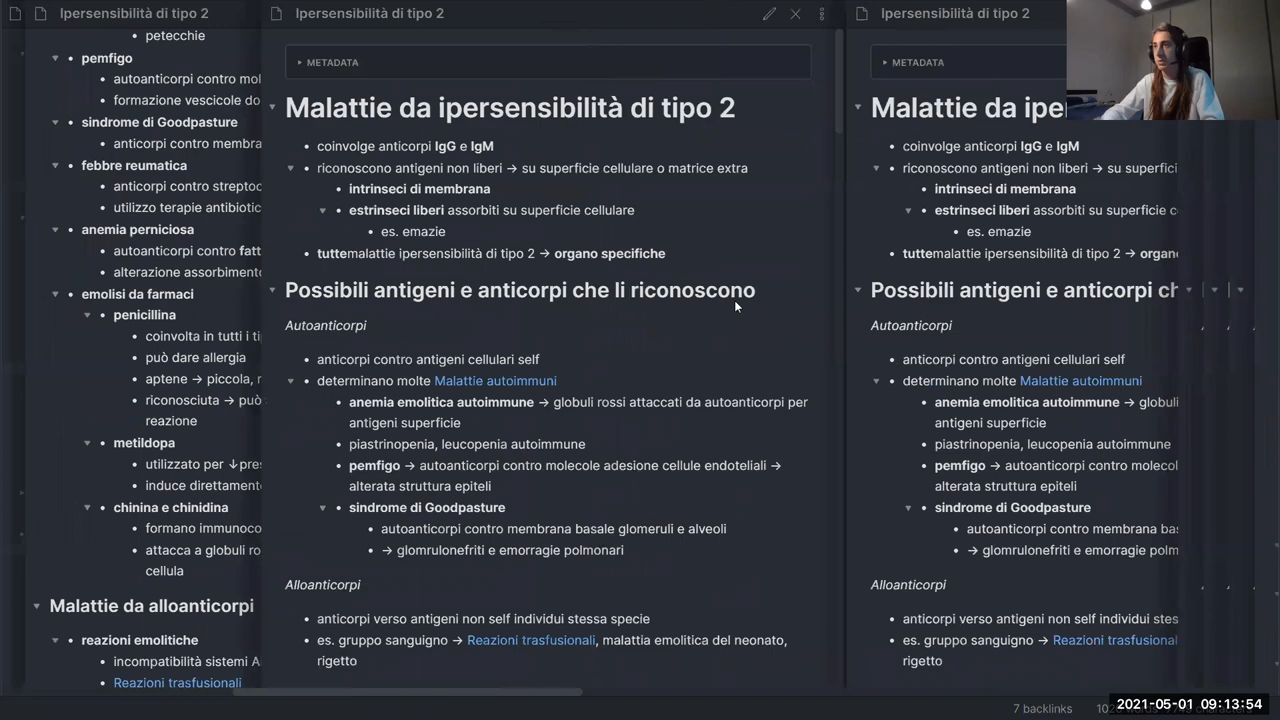 Ipersensibilità di tipo 2
petecchie
pemfigo
autoanticorpi contro mol
formazione vescicole do
sindrome di Goodpasture
anticorpi contro membra
febbre reumatica
anticorpi contro streptoc
utilizzo terapie antibiotic
anemia perniciosa
autoanticorpi contro fatt
alterazione assorbimento
emolisi da farmaci
penicillina
coinvolta in tutti i ti
può dare allergia
aptene → piccola, r
riconosciuta → può
reazione
metildopa
utilizzato per ↓pres
induce direttament
chinina e chinidina
formano immunoco
attacca a globuli ro
cellula
Malattie da alloanticorpi
reazioni emolitiche
incompatibilità sistemi A
Reazioni trasfusionali
Ipersensibilità di tipo 2
METADATA
Malattie da ipersensibilità di tipo 2
coinvolge anticorpi IgG e IgM
riconoscono antigeni non liberi → su superficie cellulare o matrice extra
intrinseci di membrana
estrinseci liberi assorbiti su superficie cellulare
es. emazie
tuttemalattie ipersensibilità di tipo 2 → organo specifiche
Possibili antigeni e anticorpi che li riconoscono
Autoanticorpi
anticorpi contro antigeni cellulari self
determinano molte Malattie autoimmuni
anemia emolitica autoimmune → globuli rossi attaccati da autoanticorpi per
antigeni superficie
piastrinopenia, leucopenia autoimmune
pemfigo → autoanticorpi contro molecole adesione cellule endoteliali →
alterata struttura epiteli
sindrome di Goodpasture
autoanticorpi contro membrana basale glomeruli e alveoli
→ glomrulonefriti e emorragie polmonari
Alloanticorpi
anticorpi verso antigeni non self individui stessa specie
es. gruppo sanguigno → Reazioni trasfusionali, malattia emolitica del neonato,
rigetto
Ipersensibilità di tipo 2
METADATA
Malattie da ipe
coinvolge anticorpi IgG e IgM
riconoscono antigeni non liberi → su superfici
intrinseci di membrana
estrinseci liberi assorbiti su superficie c
es. emazie
tuttemalattie ipersensibilità di tipo 2 → organ
Possibili antigeni e anticorpi ch
Autoanticorpi
anticorpi contro antigeni cellulari self
determinano molte Malattie autoimmuni
anemia emolitica autoimmune → globuli
antigeni superficie
piastrinopenia, leucopenia autoimmune
pemfigo → autoanticorpi contro molecol
alterata struttura epiteli
sindrome di Goodpasture
autoanticorpi contro membrana bas
→ glomrulonefriti e emorragie polm
Alloanticorpi
anticorpi verso antigeni non self individui stes
es. gruppo sanguigno → Reazioni trasfusional
rigetto
7 backlinks
2021-05-01 09:13:54